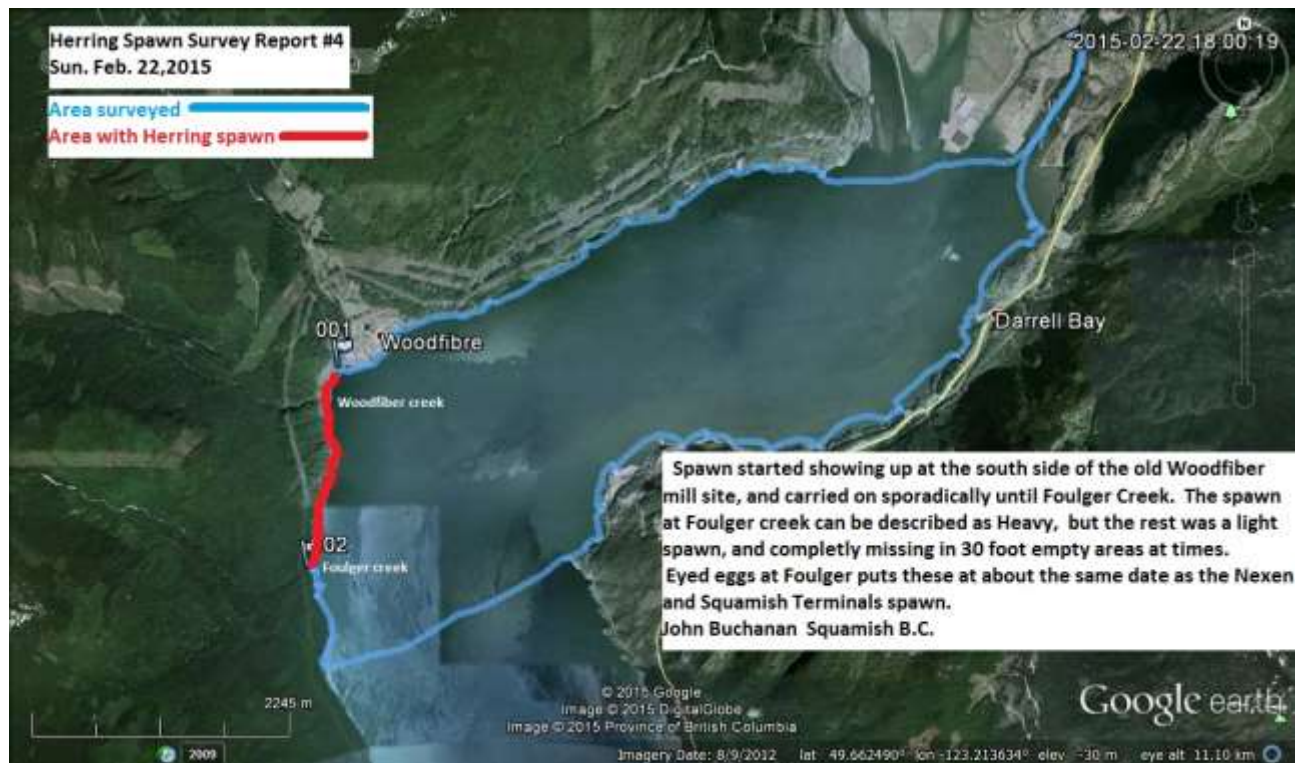 Herring Spawn Survey Report #4
Sun. Feb. 22,2015
Area surveyed
Area with Herring spawn
N
2015-02-22 18:00:19
001
Woodfibre
Woodfiber creek
Darrell Bay
02
Foulger creek
Spawn started showing up at the south side of the old Woodfiber
mill site, and carried on sporadically until Foulger Creek. The spawn
at Foulger creek can be described as Heavy, but the rest was a light
spawn, and completly missing in 30 foot empty areas at times.
Eyed eggs at Foulger puts these at about the same date as the Nexen
and Squamish Terminals spawn.
John Buchanan Squamish B.C.
2245 m
© 2015 Google
Image © 2015 DigitalGlobe
Image © 2015 Province of British Columbia
Google earth
2009
Imagery Date: 8/9/2012 lat 49.662490° lon -123.213634° elev -30 m eye alt 11.10 km